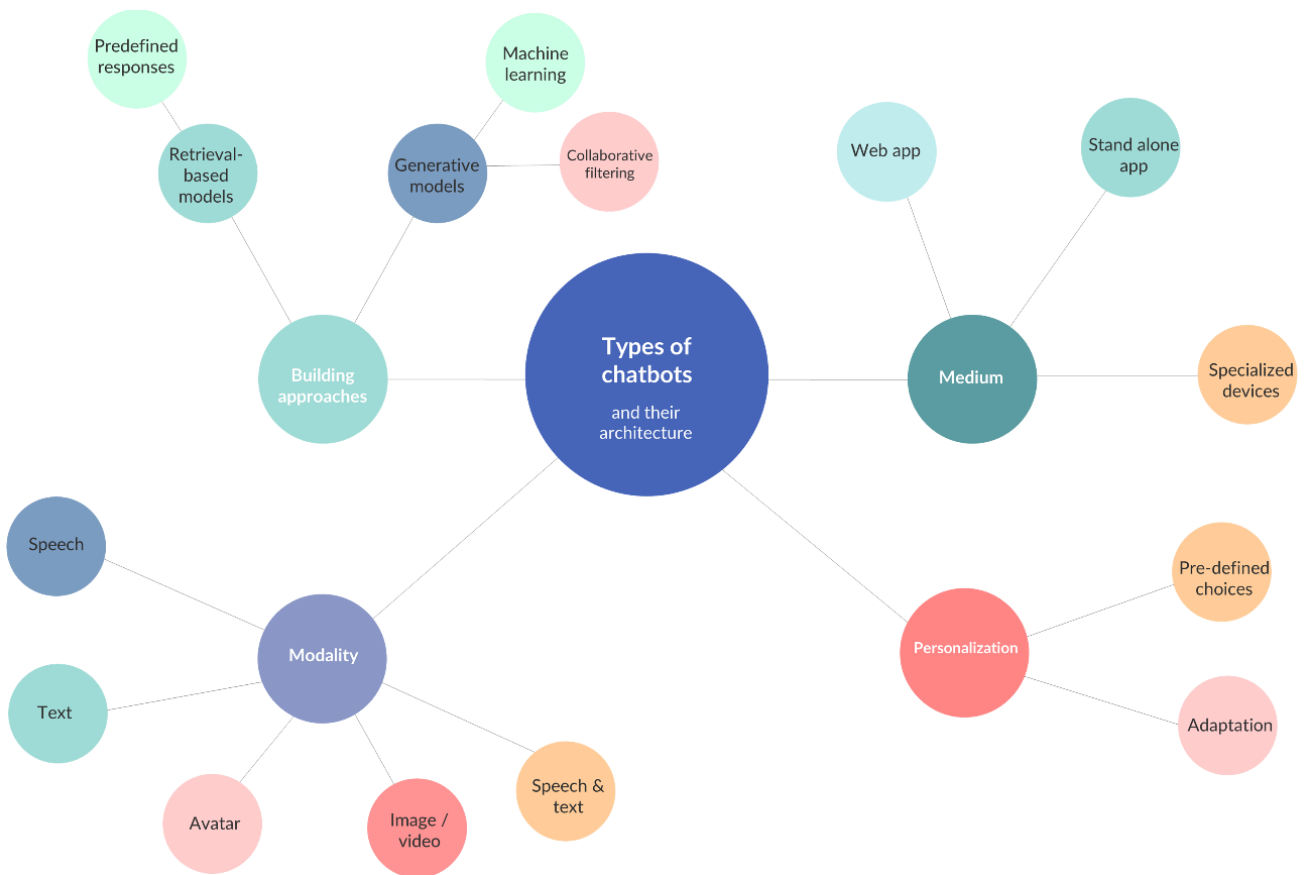 Predefined
responses
Machine
learning
Retrieval-
based
models
Generative
models
Collaborative
filtering
Web app
Stand alone
app
Types of
chatbots
and their
architecture
Building
approaches
Medium
Specialized
devices
Speech
Modality
Text
Avatar
Image /
video
Speech &
text
Personalization
Pre-defined
choices
Adaptation